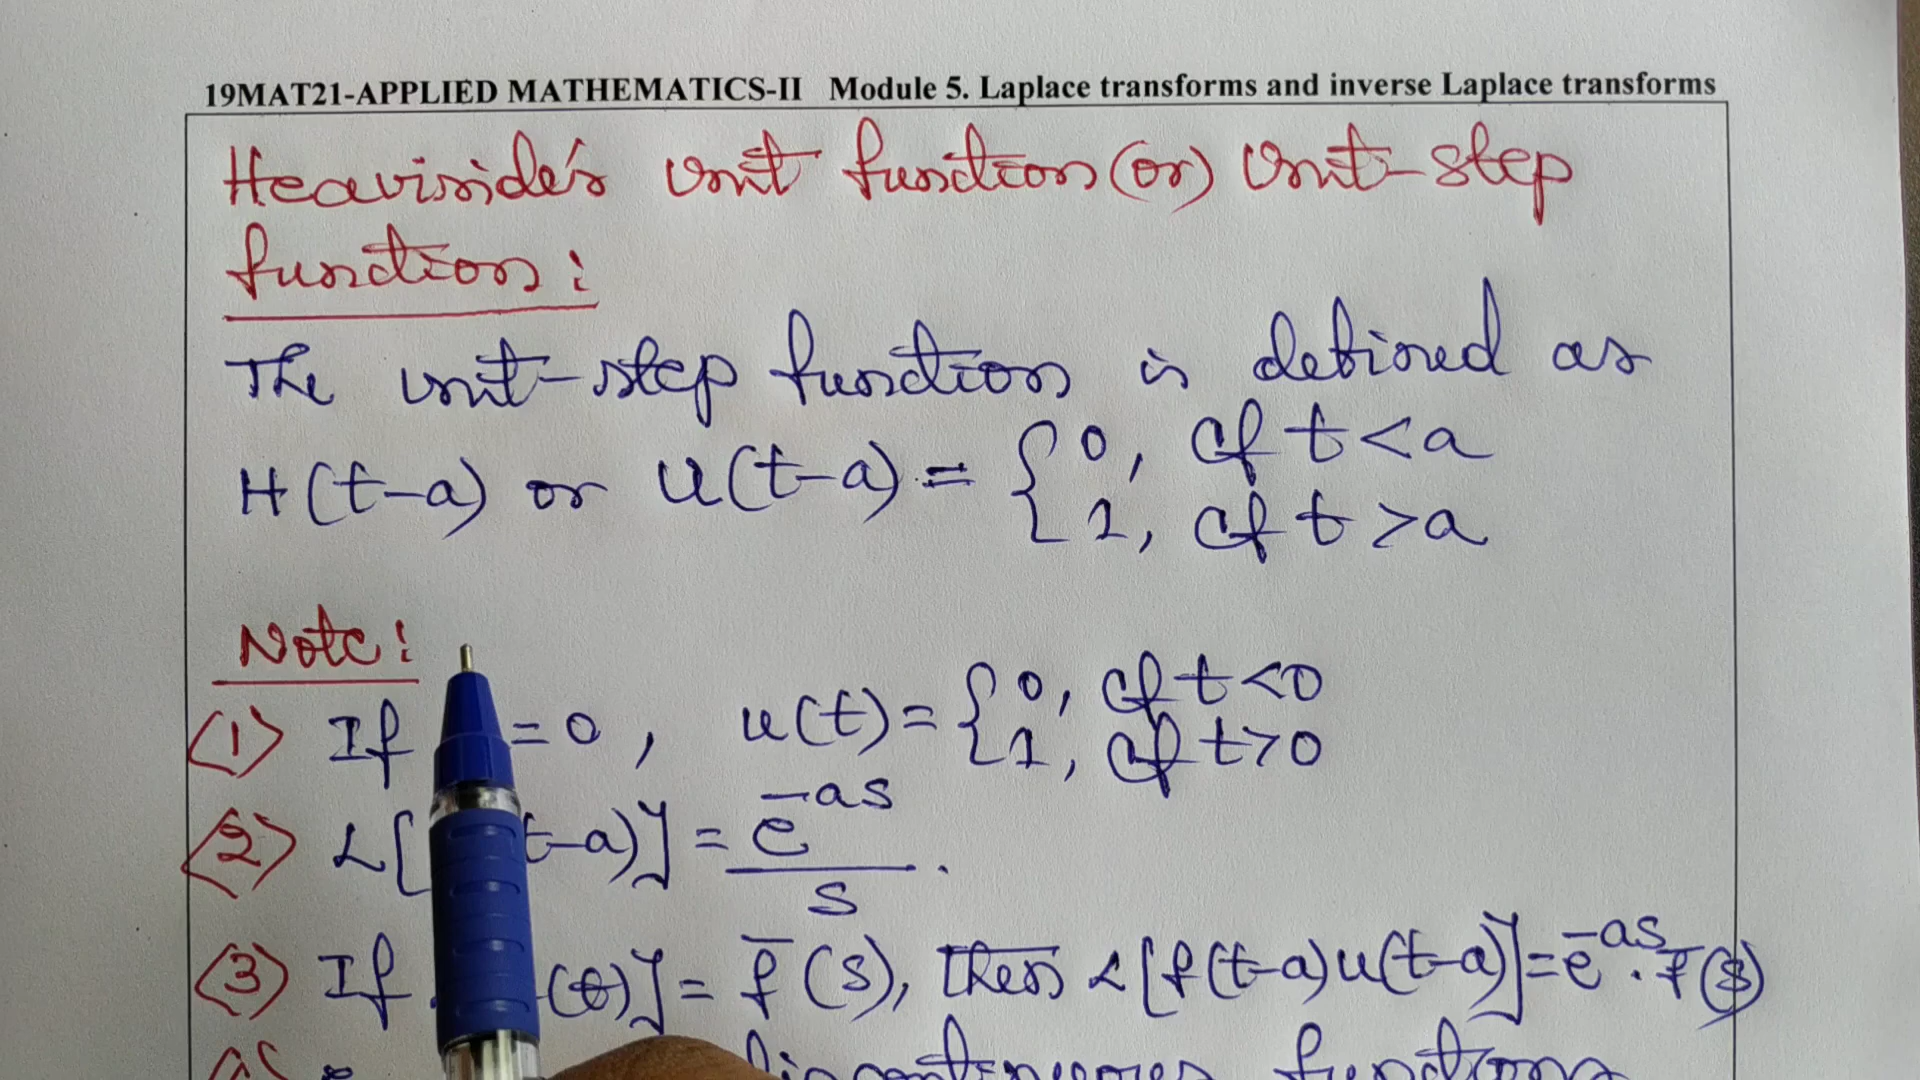 19MAT21-APPLIED MATHEMATICS-II Module 5. Laplace transforms and inverse Laplace transforms
Heaviside's unit function (or) Unit-step
function:
The unit-step function is defined as
H(t-a) or u(t-a) = { 0, if t<a
1, if t>a
Note:
(1) If = 0, u(t) = { 0, if t<0
1, if t>0
(2) L[ t-a)] = e^-as / s .
(3) If (t)] = f̅(s), then L[f(t-a)u(t-a)] = e^-as . f̅(s)
discontinuous functions